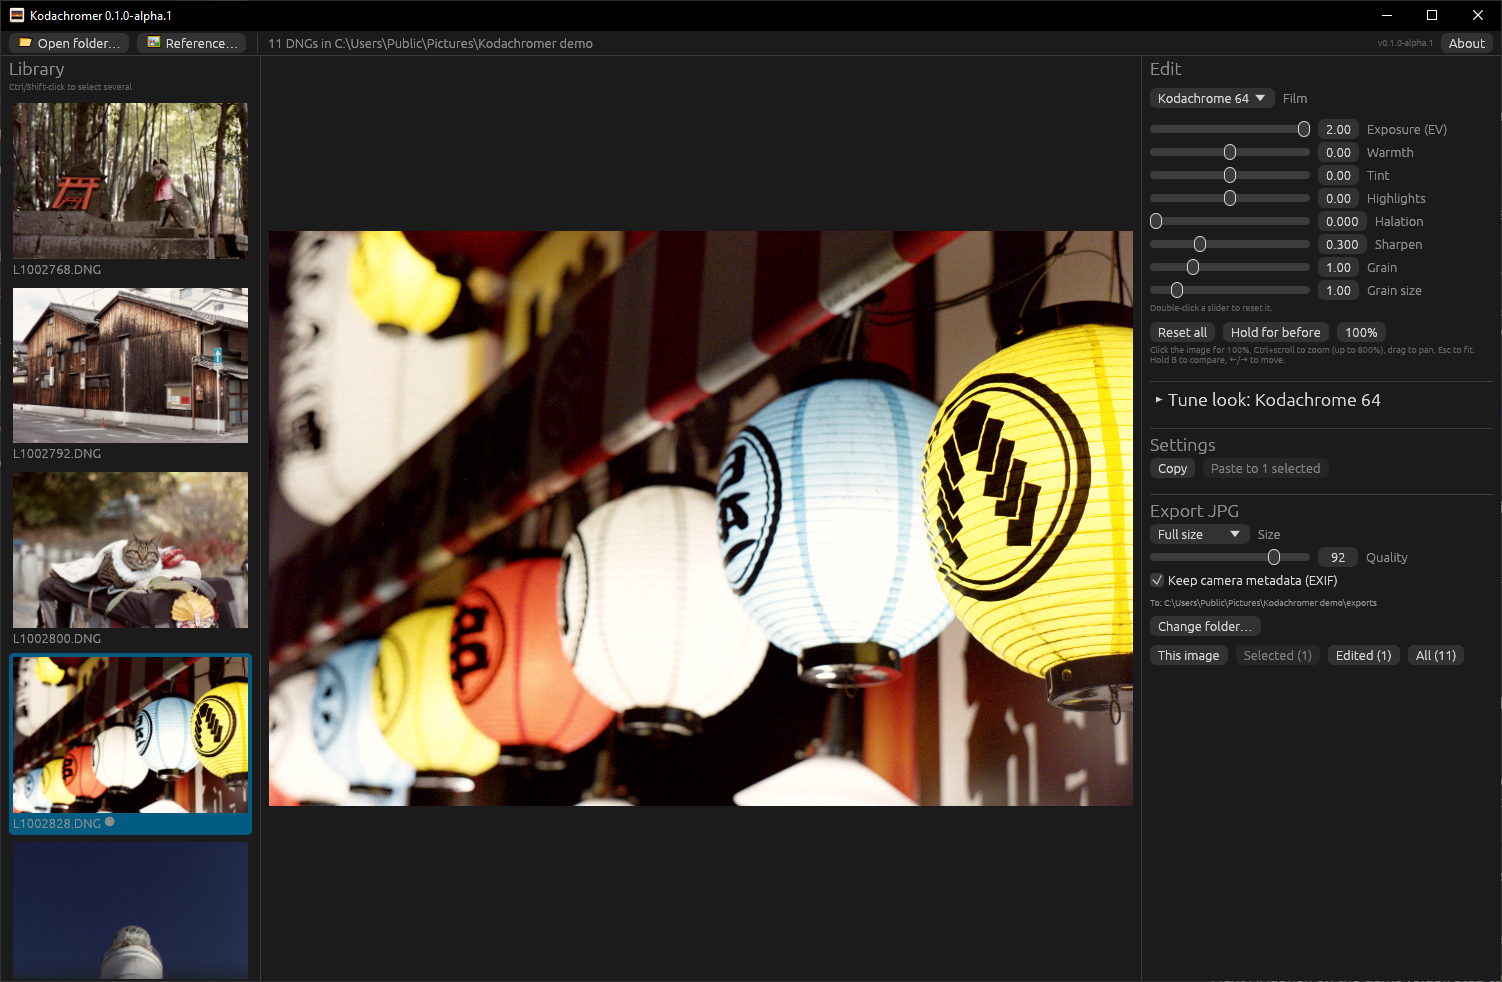 Kodachromer 0.1.0-alpha.1
Open folder… Reference… 11 DNGs in C:\Users\Public\Pictures\Kodachromer demo v0.1.0-alpha.1 About
Library
Ctrl/Shift-click to select several
L1002768.DNG
L1002792.DNG
L1002800.DNG
L1002828.DNG
Edit
Kodachrome 64 Film
2.00 Exposure (EV)
0.00 Warmth
0.00 Tint
0.00 Highlights
0.000 Halation
0.300 Sharpen
1.00 Grain
1.00 Grain size
Double-click a slider to reset it.
Reset all Hold for before 100%
Click the image for 100%, Ctrl+scroll to zoom (up to 800%), drag to pan, Esc to fit.
Hold B to compare, ←/→ to move.
Tune look: Kodachrome 64
Settings
Copy Paste to 1 selected
Export JPG
Full size Size
92 Quality
Keep camera metadata (EXIF)
To: C:\Users\Public\Pictures\Kodachromer demo\exports
Change folder…
This image Selected (1) Edited (1) All (11)